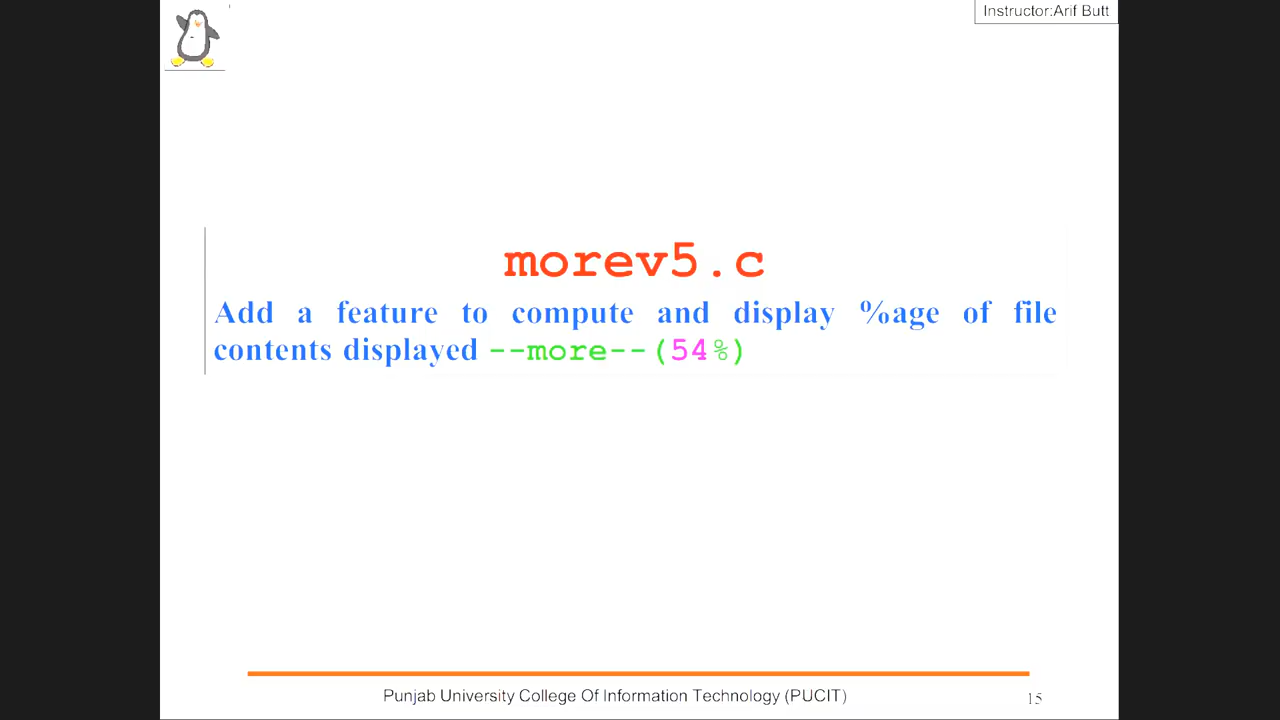 Instructor:Arif Butt
morev5.c
Add a feature to compute and display %age of file
contents displayed --more--(54%)
Punjab University College Of Information Technology (PUCIT)
15